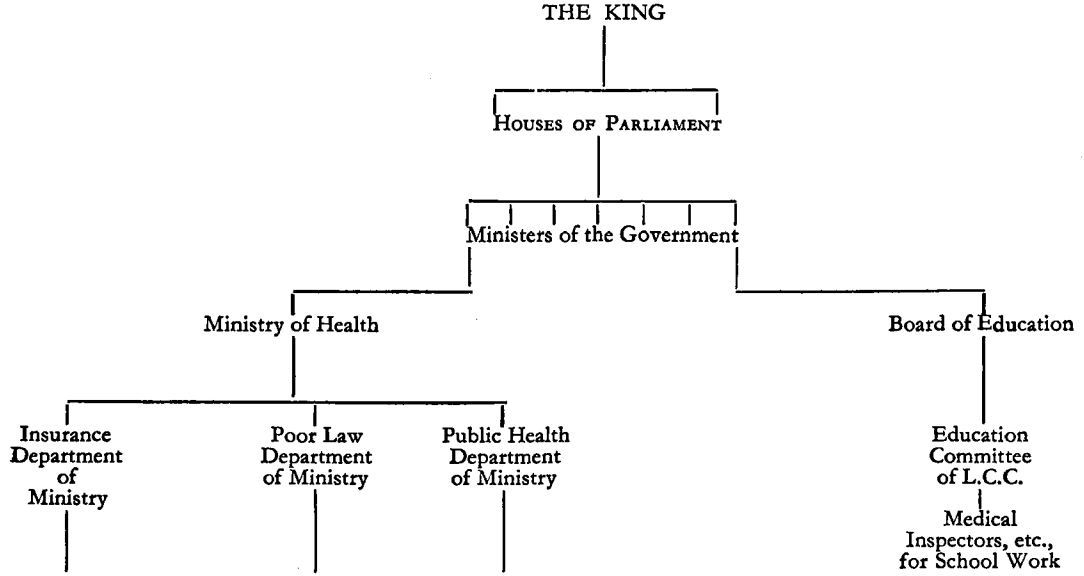 THE KING
HOUSES OF PARLIAMENT
Ministers of the Government
Ministry of Health
Board of Education
Insurance
Department
of
Ministry
Poor Law
Department
of Ministry
Public Health
Department
of Ministry
Education
Committee
of L.C.C.
Medical
Inspectors, etc.,
for School Work